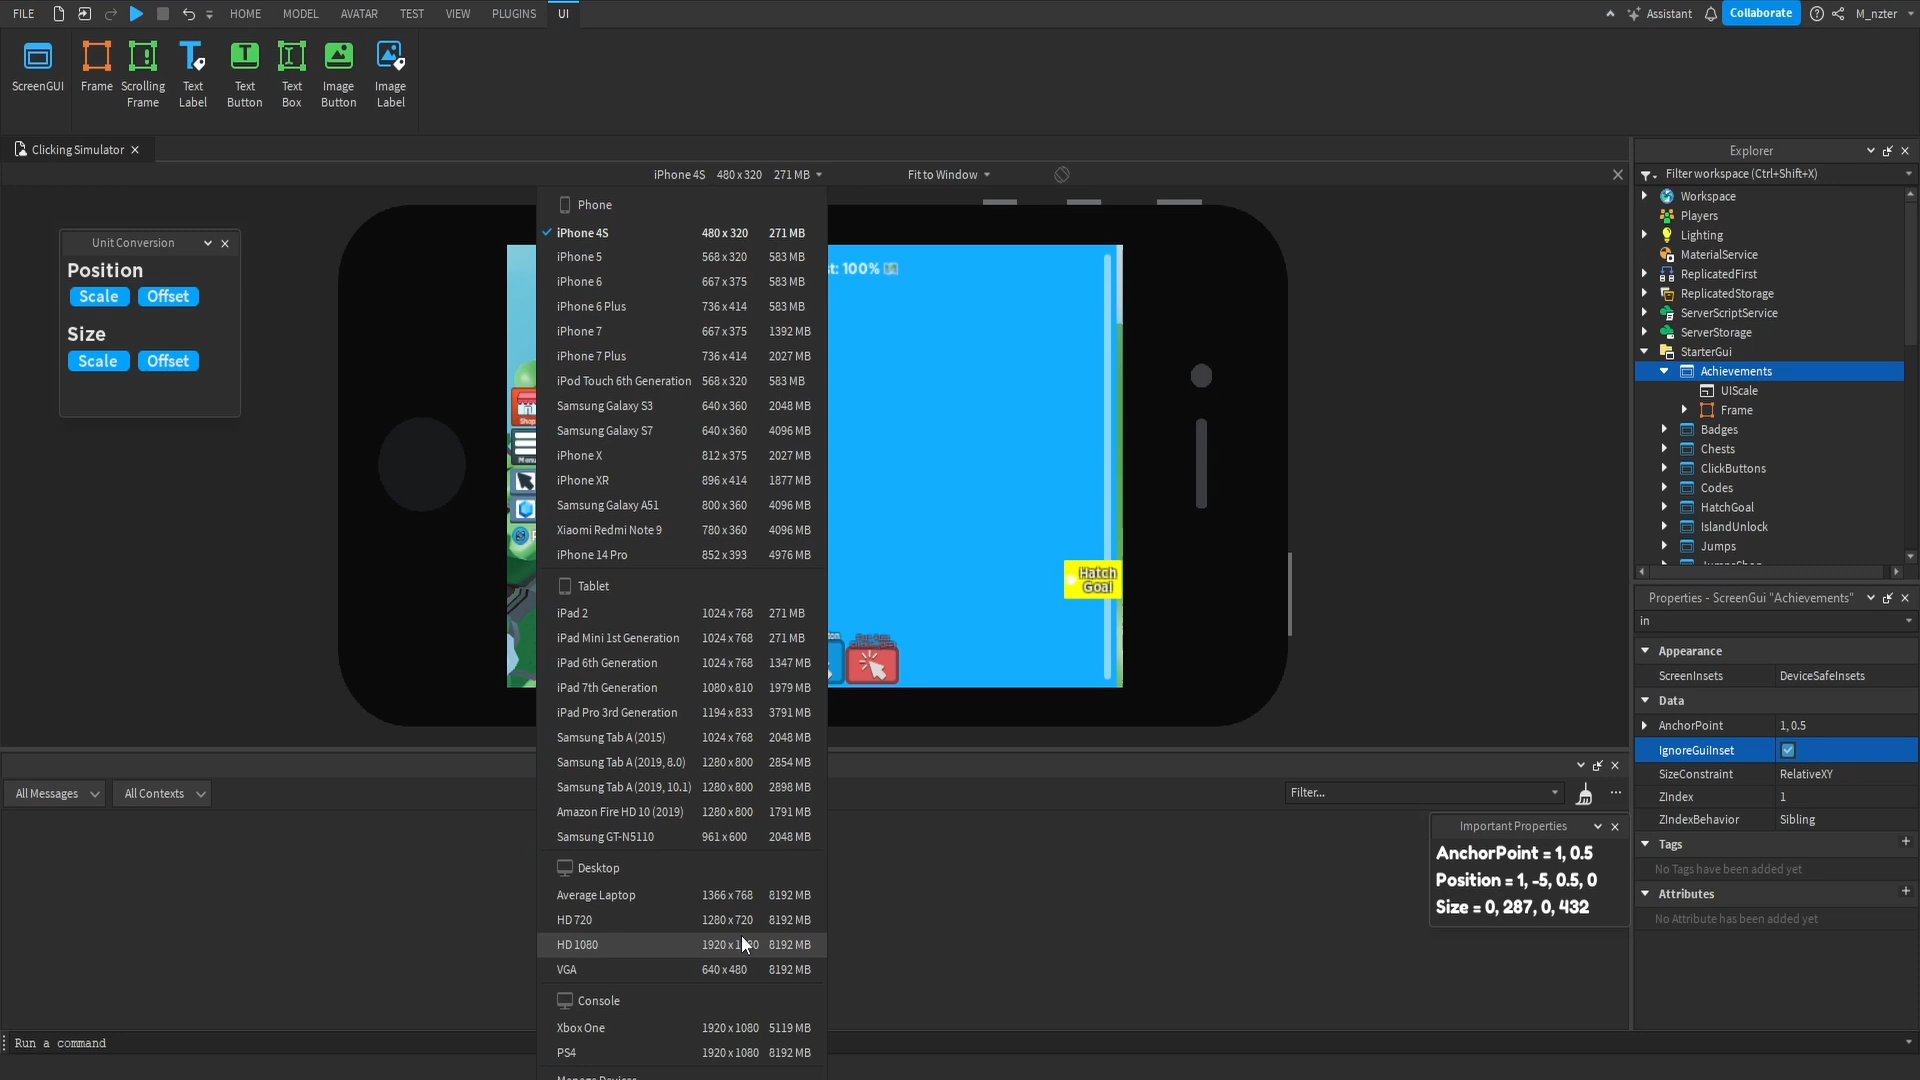 FILE HOME MODEL AVATAR TEST VIEW PLUGINS UI Assistant Collaborate M_nzter
ScreenGUI Frame Scrolling Frame Text Label Text Button Text Box Image Button Image Label
Clicking Simulator
iPhone 4S 480 x 320 271 MB Fit to Window
Unit Conversion
Position
Scale Offset
Size
Scale Offset
Phone
iPhone 4S 480 x 320 271 MB
iPhone 5 568 x 320 583 MB
iPhone 6 667 x 375 583 MB
iPhone 6 Plus 736 x 414 583 MB
iPhone 7 667 x 375 1392 MB
iPhone 7 Plus 736 x 414 2027 MB
iPod Touch 6th Generation 568 x 320 583 MB
Samsung Galaxy S3 640 x 360 2048 MB
Samsung Galaxy S7 640 x 360 4096 MB
iPhone X 812 x 375 2027 MB
iPhone XR 896 x 414 1877 MB
Samsung Galaxy A51 800 x 360 4096 MB
Xiaomi Redmi Note 9 780 x 360 4096 MB
iPhone 14 Pro 852 x 393 4976 MB
Tablet
iPad 2 1024 x 768 271 MB
iPad Mini 1st Generation 1024 x 768 271 MB
iPad 6th Generation 1024 x 768 1347 MB
iPad 7th Generation 1080 x 810 1979 MB
iPad Pro 3rd Generation 1194 x 833 3791 MB
Samsung Tab A (2015) 1024 x 768 2048 MB
Samsung Tab A (2019, 8.0) 1280 x 800 2854 MB
Samsung Tab A (2019, 10.1) 1280 x 800 2898 MB
Amazon Fire HD 10 (2019) 1280 x 800 1791 MB
Samsung GT-N5110 961 x 600 2048 MB
Desktop
Average Laptop 1366 x 768 8192 MB
HD 720 1280 x 720 8192 MB
HD 1080 1920 x 1080 8192 MB
VGA 640 x 480 8192 MB
Console
Xbox One 1920 x 1080 5119 MB
PS4 1920 x 1080 8192 MB
Manage Devices
t: 100%
Hatch
Goal
Explorer
Filter workspace (Ctrl+Shift+X)
Workspace
Players
Lighting
MaterialService
ReplicatedFirst
ReplicatedStorage
ServerScriptService
ServerStorage
StarterGui
Achievements
UIScale
Frame
Badges
Chests
ClickButtons
Codes
HatchGoal
IslandUnlock
Jumps
JumpsShop
Properties - ScreenGui "Achievements"
in
Appearance
ScreenInsets DeviceSafeInsets
Data
AnchorPoint 1, 0.5
IgnoreGuiInset
SizeConstraint RelativeXY
ZIndex 1
ZIndexBehavior Sibling
Tags
No Tags have been added yet
Attributes
No Attribute has been added yet
All Messages All Contexts Filter...
Important Properties
AnchorPoint = 1, 0.5
Position = 1, -5, 0.5, 0
Size = 0, 287, 0, 432
Run a command